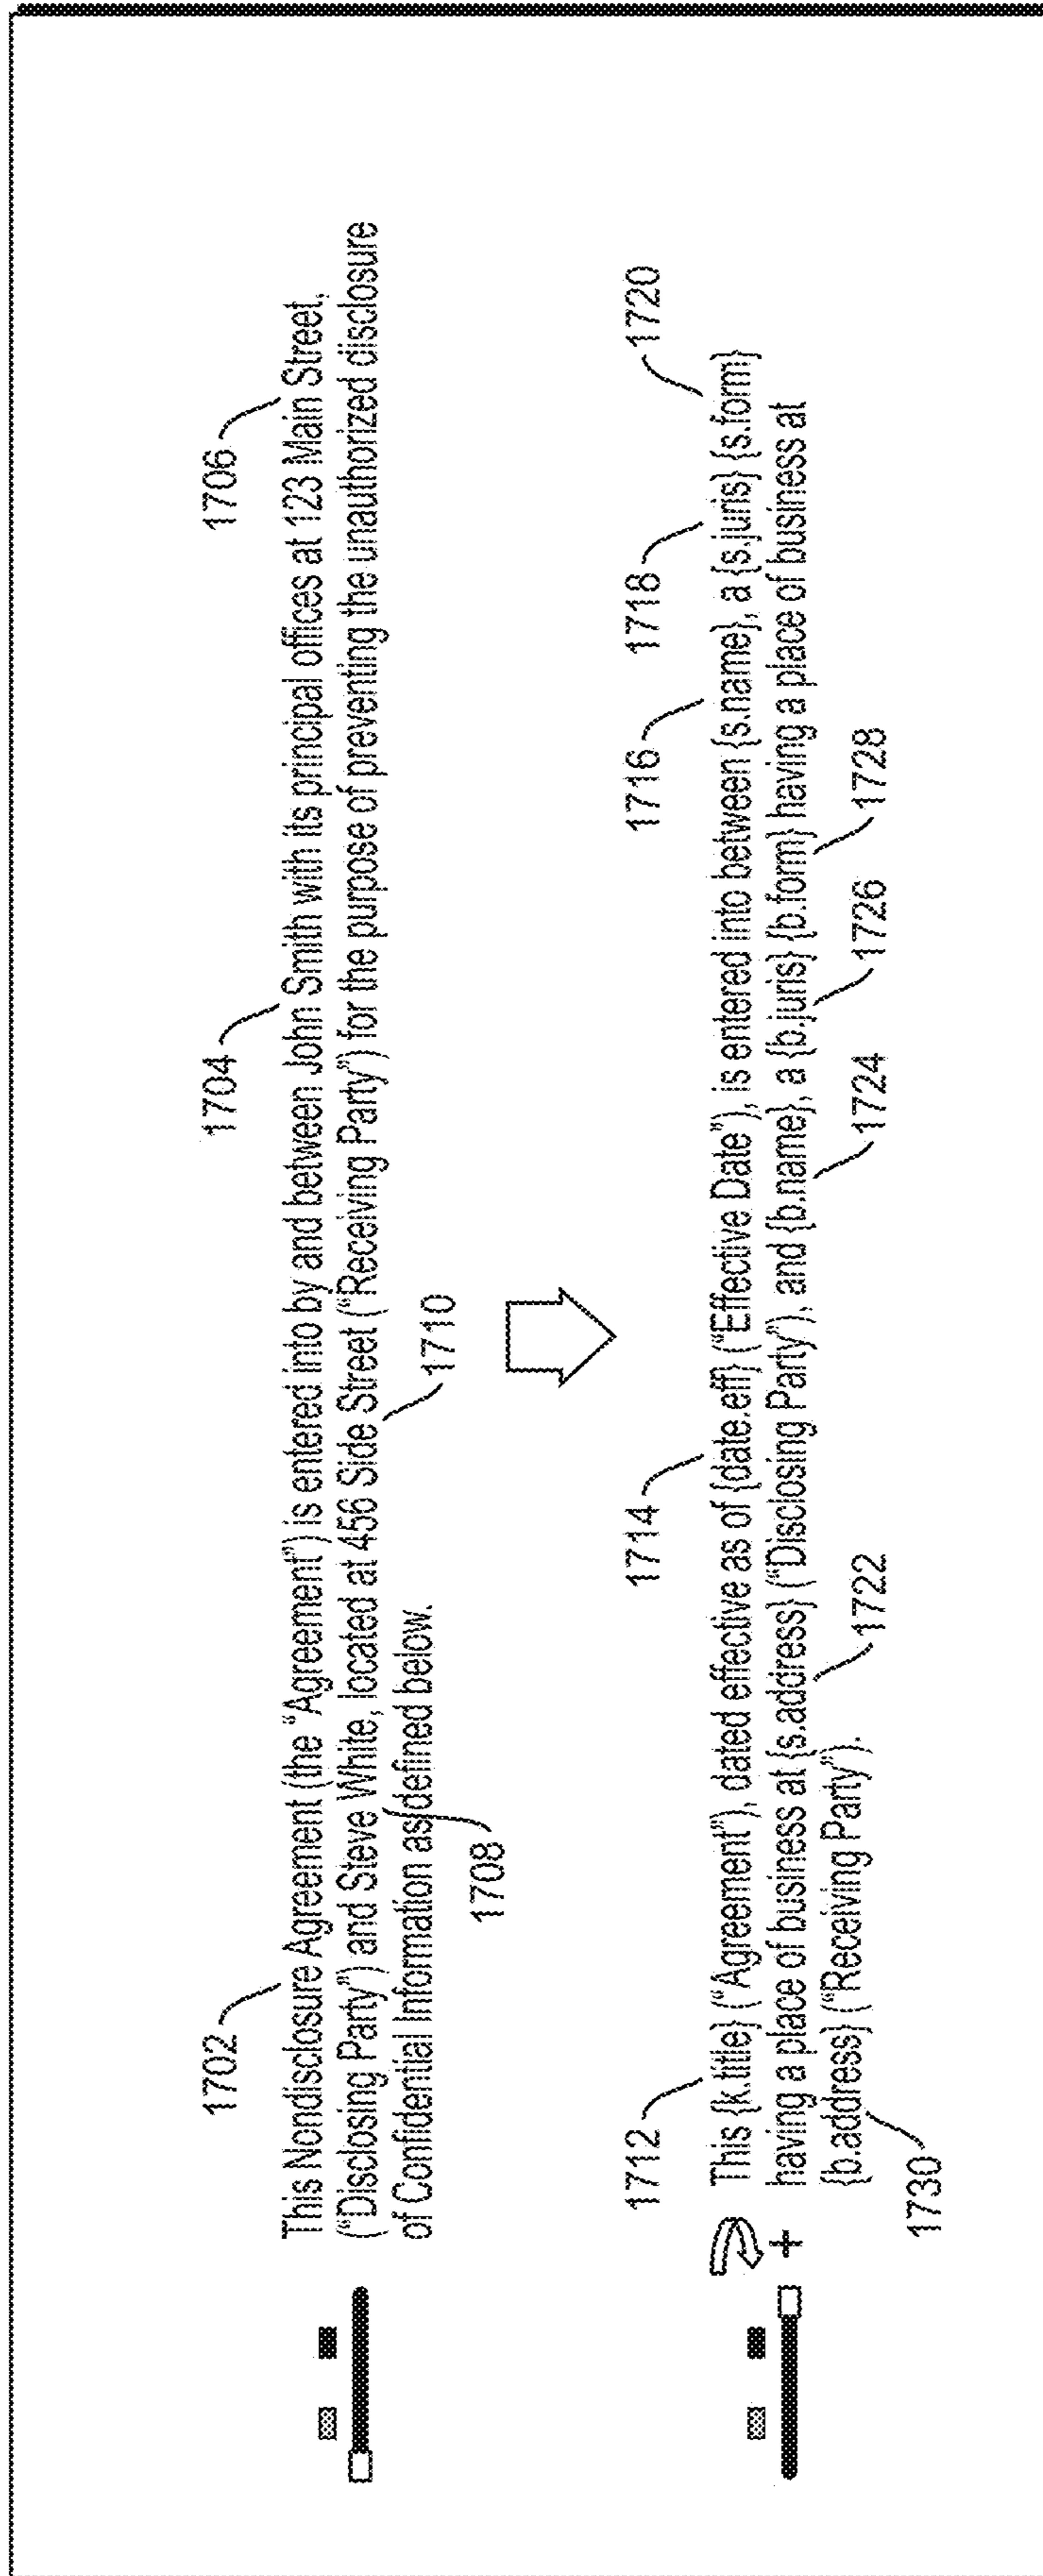 1702 1704 1706
This Nondisclosure Agreement (the “Agreement”) is entered into by and between John Smith with its principal offices at 123 Main Street,
(“Disclosing Party”) and Steve White, located at 456 Side Street (“Receiving Party”) for the purpose of preventing the unauthorized disclosure
of Confidential Information as defined below.
1708 1710
1712 1714 1716 1718 1720
This {k.title} (“Agreement”), dated effective as of {date.eff} (“Effective Date”), is entered into between {s.name}, a {s.juris} {s.form}
+ having a place of business at {s.address} (“Disclosing Party”), and {b.name}, a {b.juris} {b.form} having a place of business at
{b.address} (“Receiving Party”).
1730 1722 1724 1726 1728